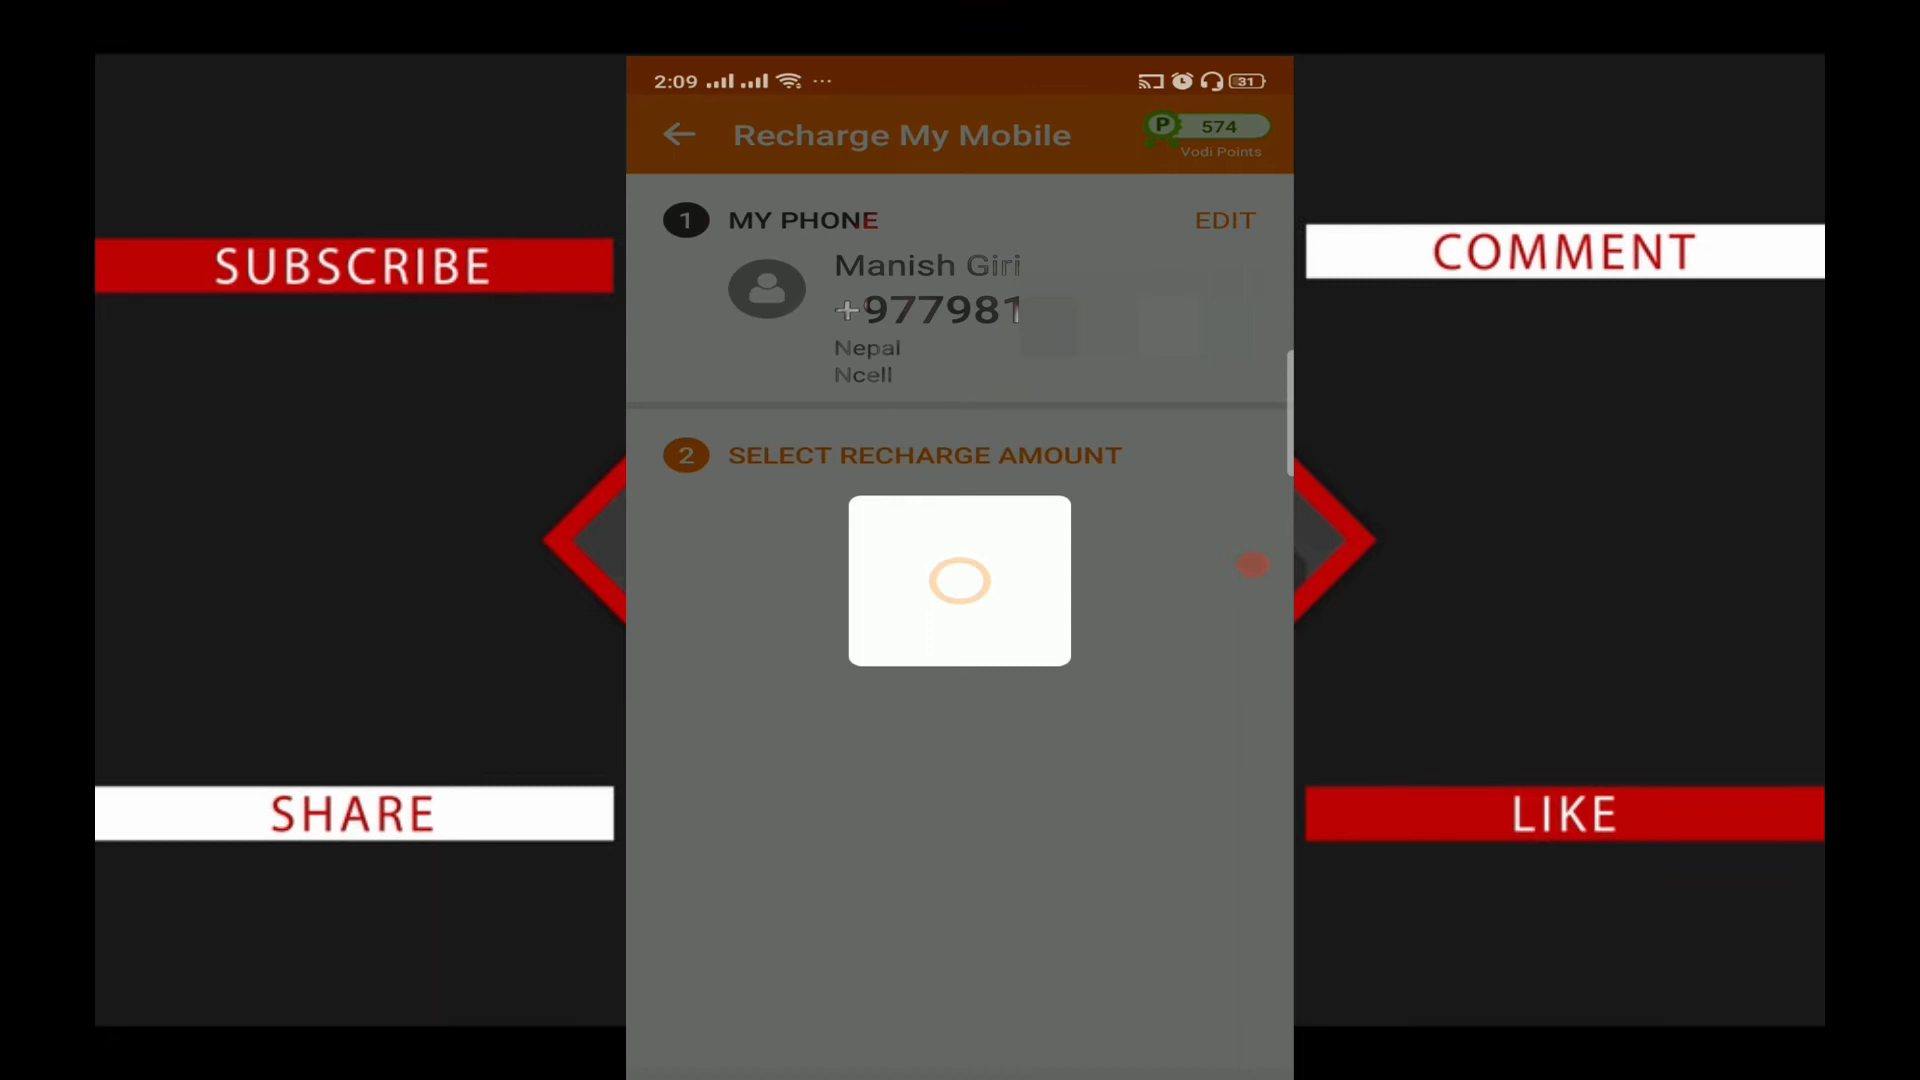 2:09
31
Recharge My Mobile
P 574
Vodi Points
1 MY PHONE
EDIT
Manish Giri
+977981
Nepal
Ncell
2 SELECT RECHARGE AMOUNT
SUBSCRIBE
COMMENT
SHARE
LIKE